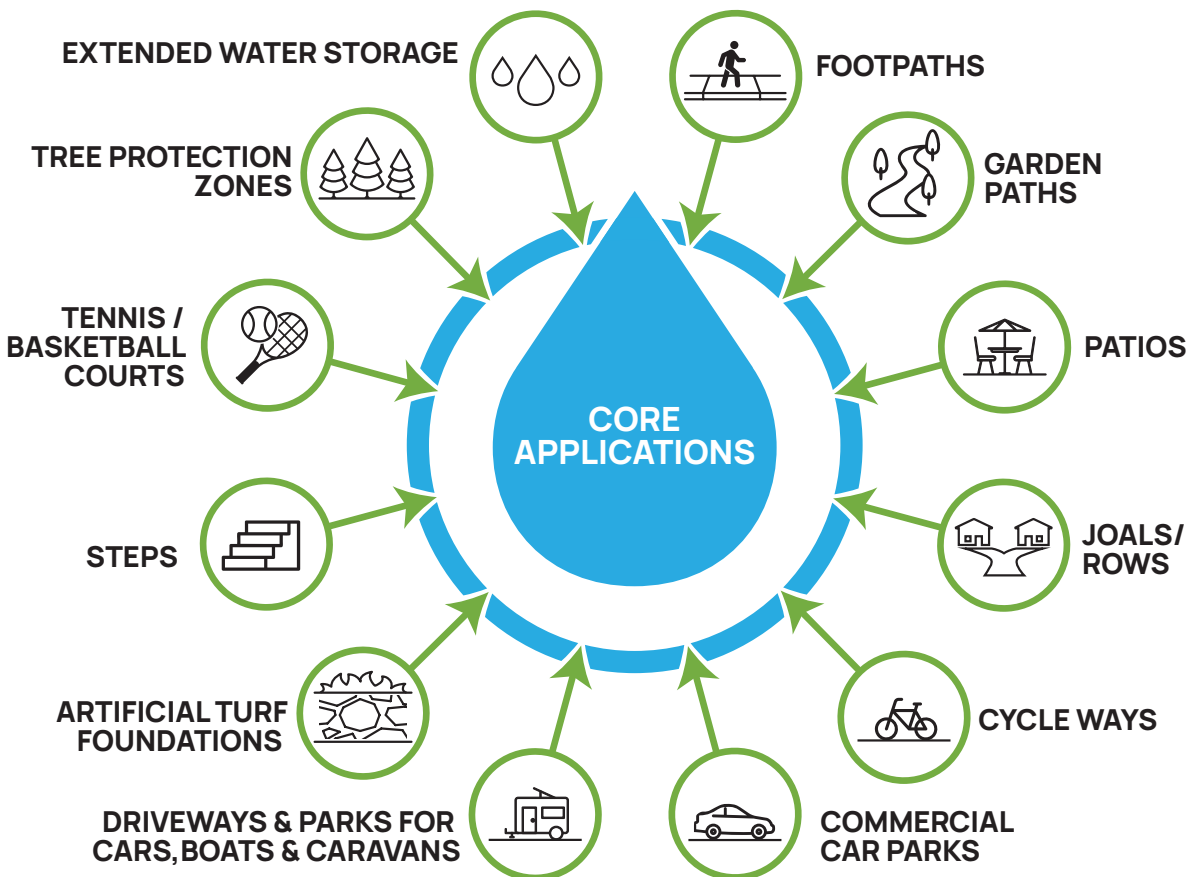 EXTENDED WATER STORAGE
FOOTPATHS
TREE PROTECTION
ZONES
GARDEN
PATHS
TENNIS /
BASKETBALL
COURTS
PATIOS
CORE
APPLICATIONS
STEPS
JOALS/
ROWS
ARTIFICIAL TURF
FOUNDATIONS
CYCLE WAYS
DRIVEWAYS & PARKS FOR
CARS, BOATS & CARAVANS
COMMERCIAL
CAR PARKS